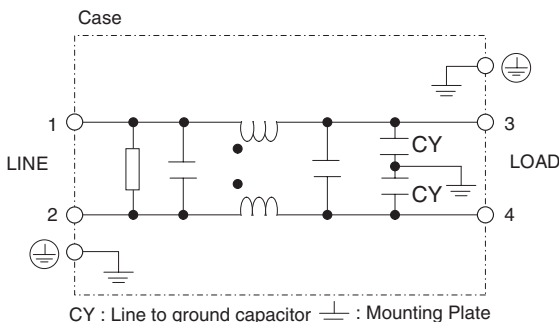 Case
1
3
CY
LINE
LOAD
CY
2
4
CY : Line to ground capacitor : Mounting Plate